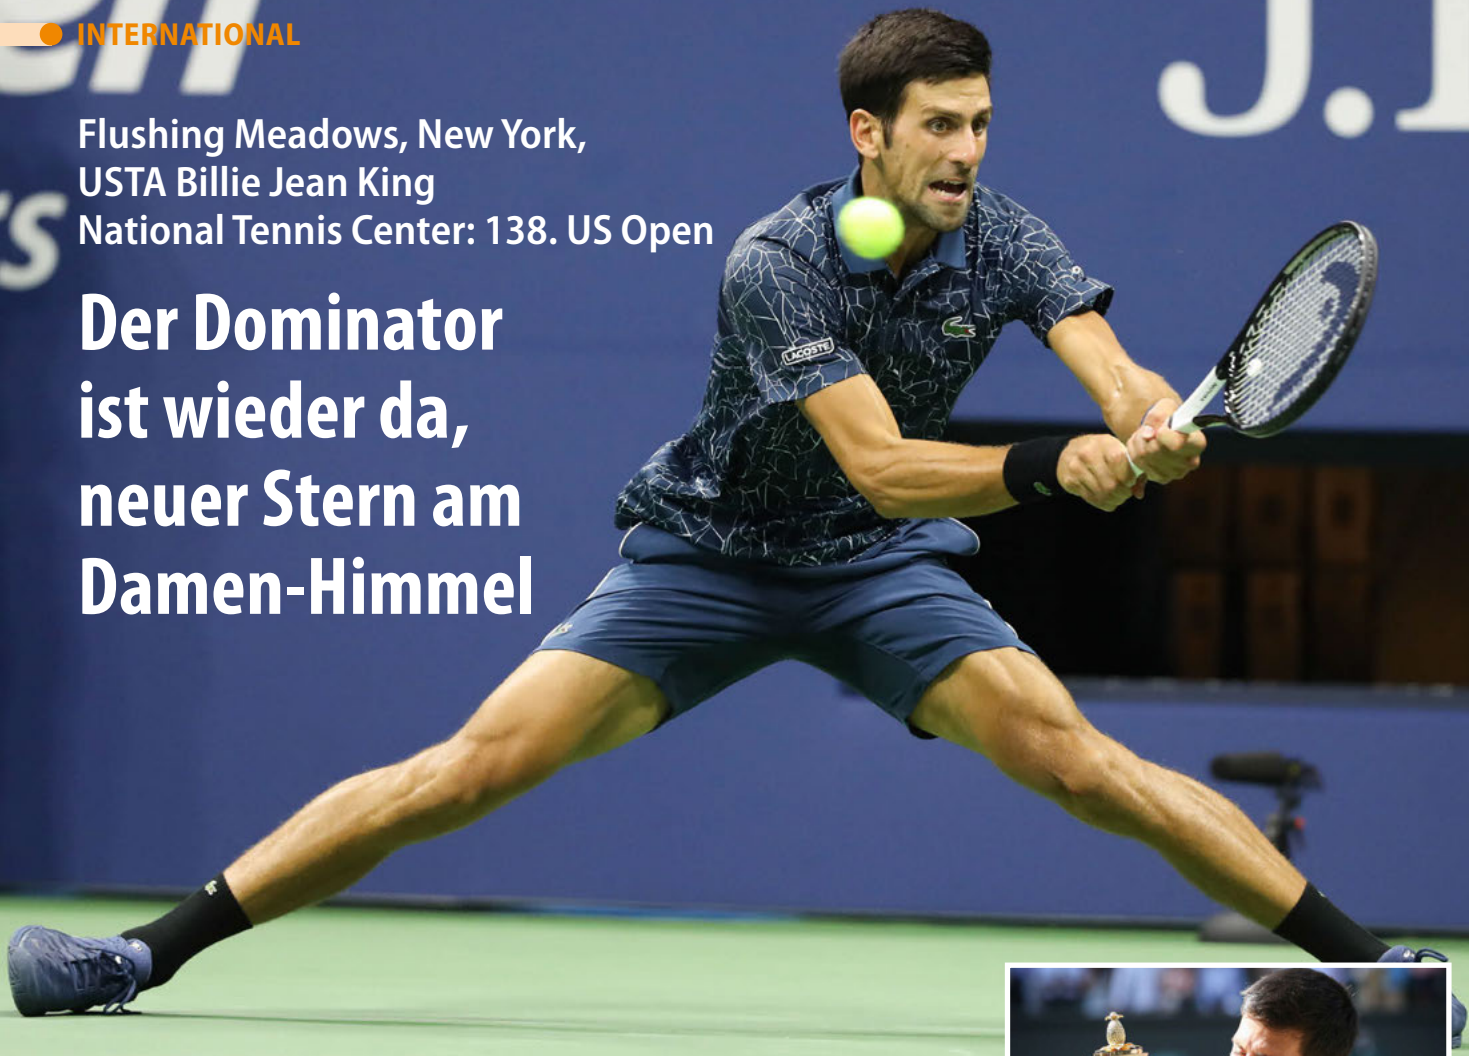 INTERNATIONAL
Flushing Meadows, New York,
USTA Billie Jean King
National Tennis Center: 138. US Open
Der Dominator
ist wieder da,
neuer Stern am
Damen-Himmel
LACOSTE
J.